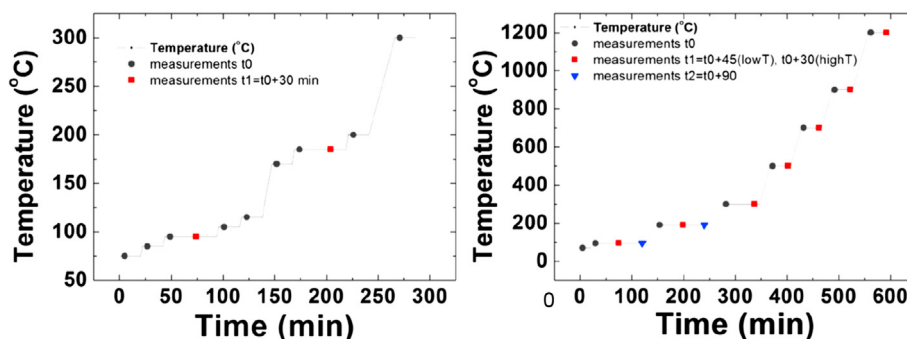 Temperature (°C)
300
250
200
150
100
50
Temperature (°C)
measurements t0
measurements t1=t0+30 min
0 50 100 150 200 250 300
Time (min)
Temperature (°C)
1200
1000
800
600
400
200
0
0
Temperature (°C)
measurements t0
measurements t1=t0+45(lowT), t0+30(highT)
measurements t2=t0+90
0 100 200 300 400 500 600
Time (min)